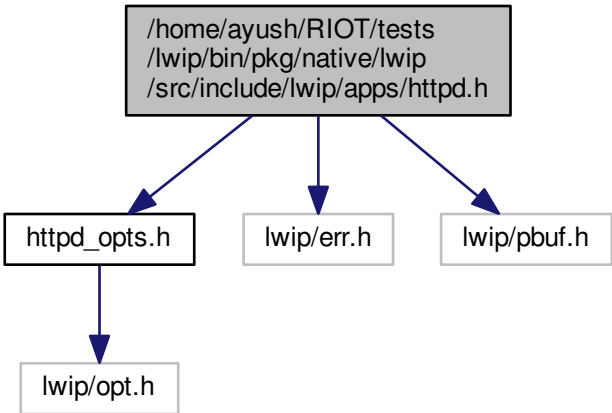 /home/ayush/RIOT/tests
/lwip/bin/pkg/native/lwip
/src/include/lwip/apps/httpd.h
httpd_opts.h
lwip/err.h
lwip/pbuf.h
lwip/opt.h